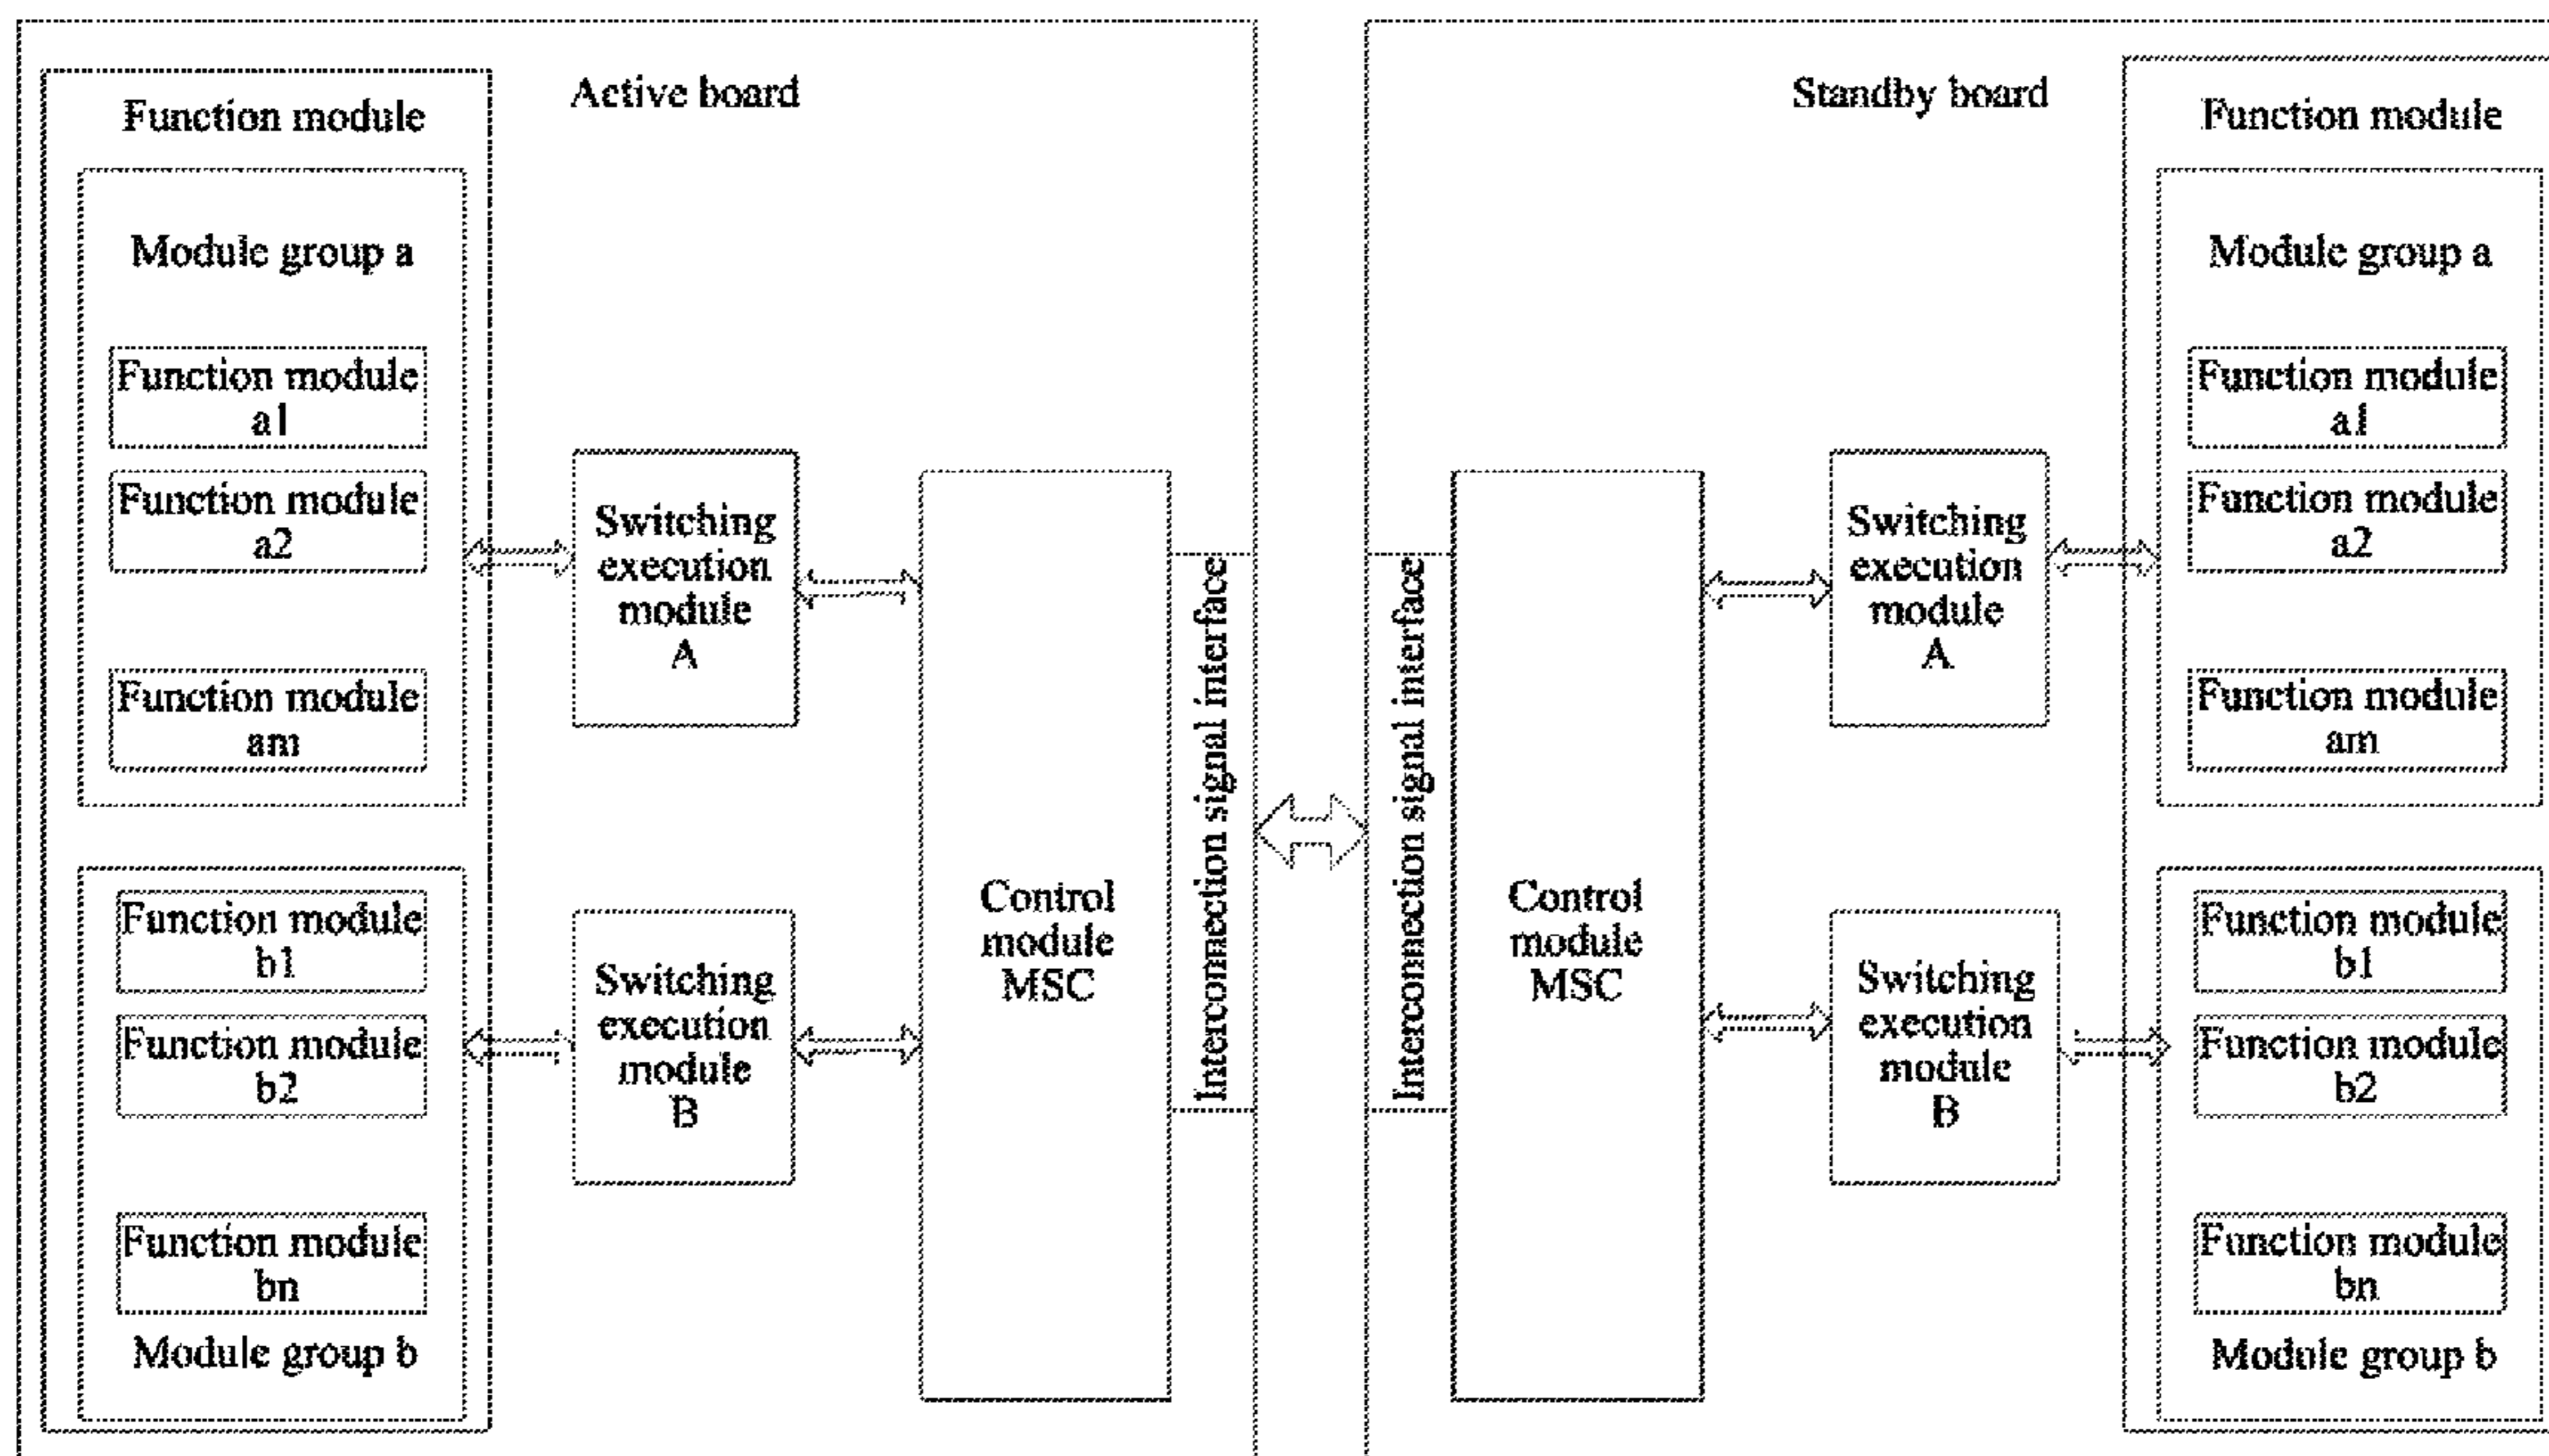 Active board
Function module
Module group a
Function module
a1
Function module
a2
Function module
am
Function module
b1
Function module
b2
Function module
bn
Module group b
Switching
execution
module
A
Switching
execution
module
B
Control
module
MSC
Interconnection signal interface
Standby board
Interconnection signal interface
Control
module
MSC
Switching
execution
module
A
Switching
execution
module
B
Function module
Module group a
Function module
a1
Function module
a2
Function module
am
Function module
b1
Function module
b2
Function module
bn
Module group b